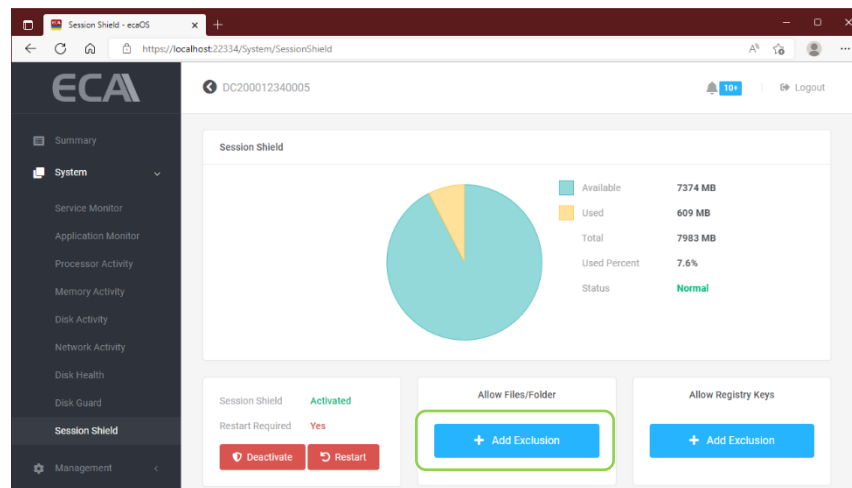 Session Shield - ecaOS
https://localhost:22334/System/SessionShield
ECA
DC200012340005
10+
Logout
Summary
System
Service Monitor
Application Monitor
Processor Activity
Memory Activity
Disk Activity
Network Activity
Disk Health
Disk Guard
Session Shield
Management
Session Shield
Available 7374 MB
Used 609 MB
Total 7983 MB
Used Percent 7.6%
Status Normal
Session Shield Activated
Restart Required Yes
Deactivate
Restart
Allow Files/Folder
+ Add Exclusion
Allow Registry Keys
+ Add Exclusion